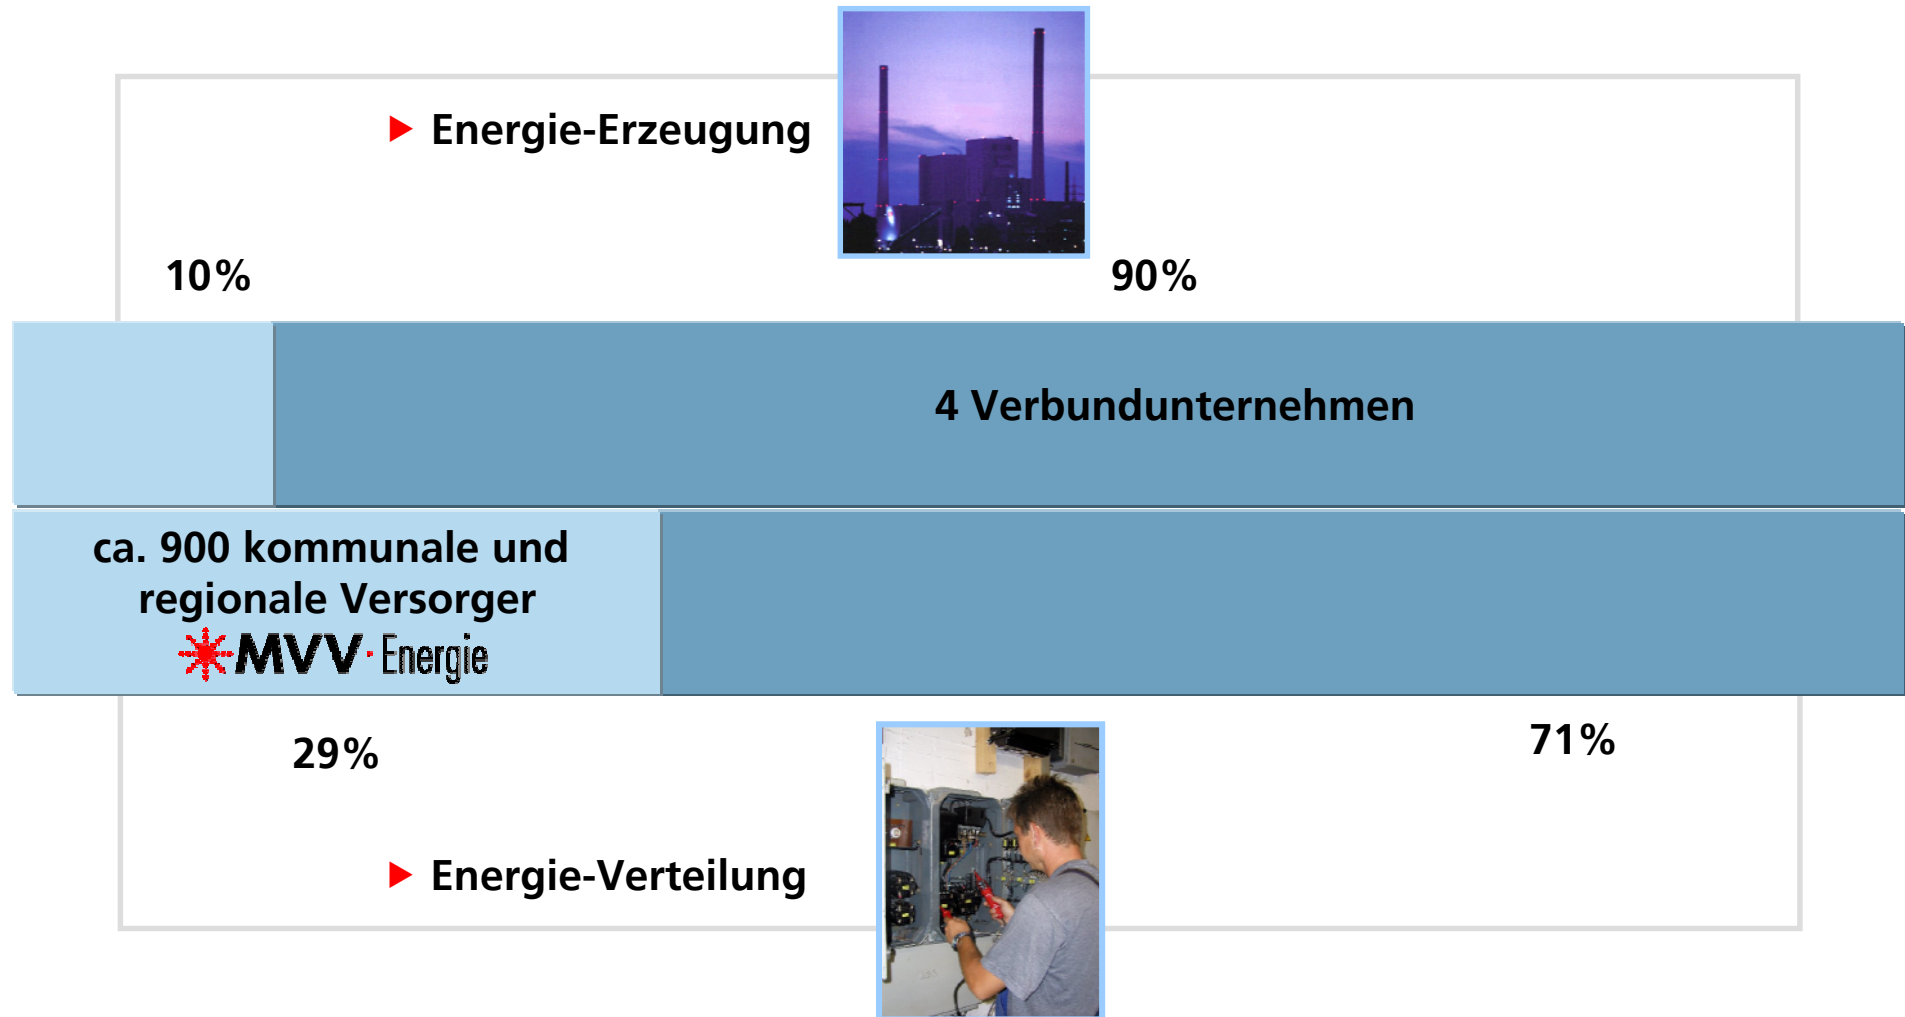 Energie-Erzeugung
10%
90%
4 Verbundunternehmen
ca. 900 kommunale und
regionale Versorger
MVV Energie
29%
71%
Energie-Verteilung